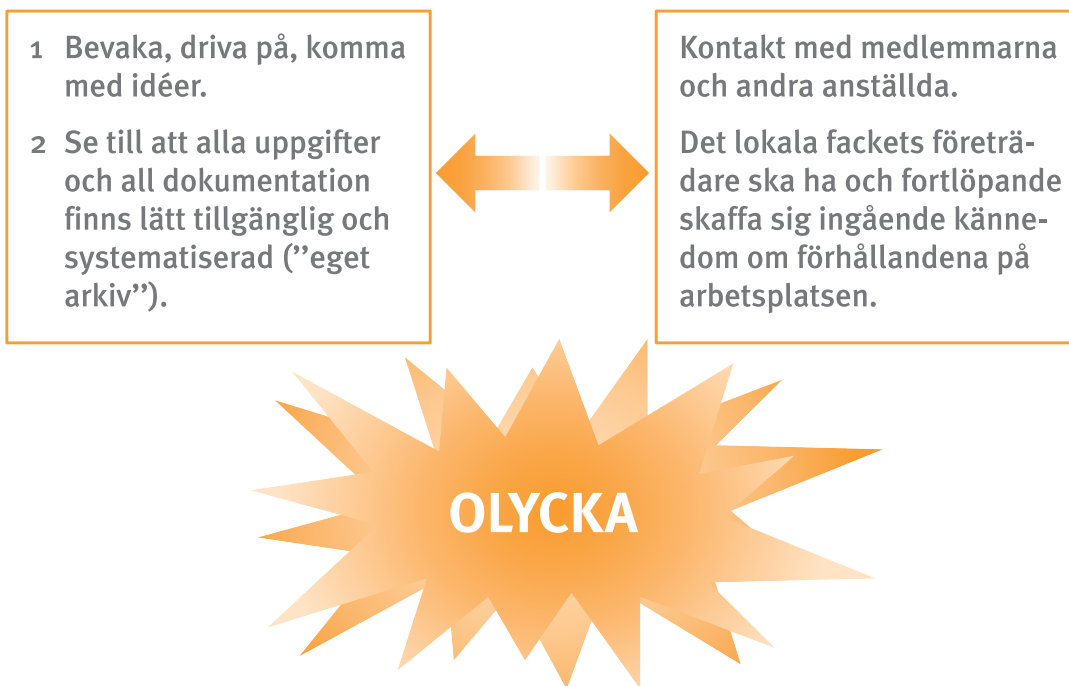 1 Bevaka, driva på, komma
med idéer.
2 Se till att alla uppgifter
och all dokumentation
finns lätt tillgänglig och
systematiserad (”eget
arkiv”).
Kontakt med medlemmarna
och andra anställda.
Det lokala fackets företrä-
dare ska ha och fortlöpande
skaffa sig ingående känne-
dom om förhållandena på
arbetsplatsen.
OLYCKA